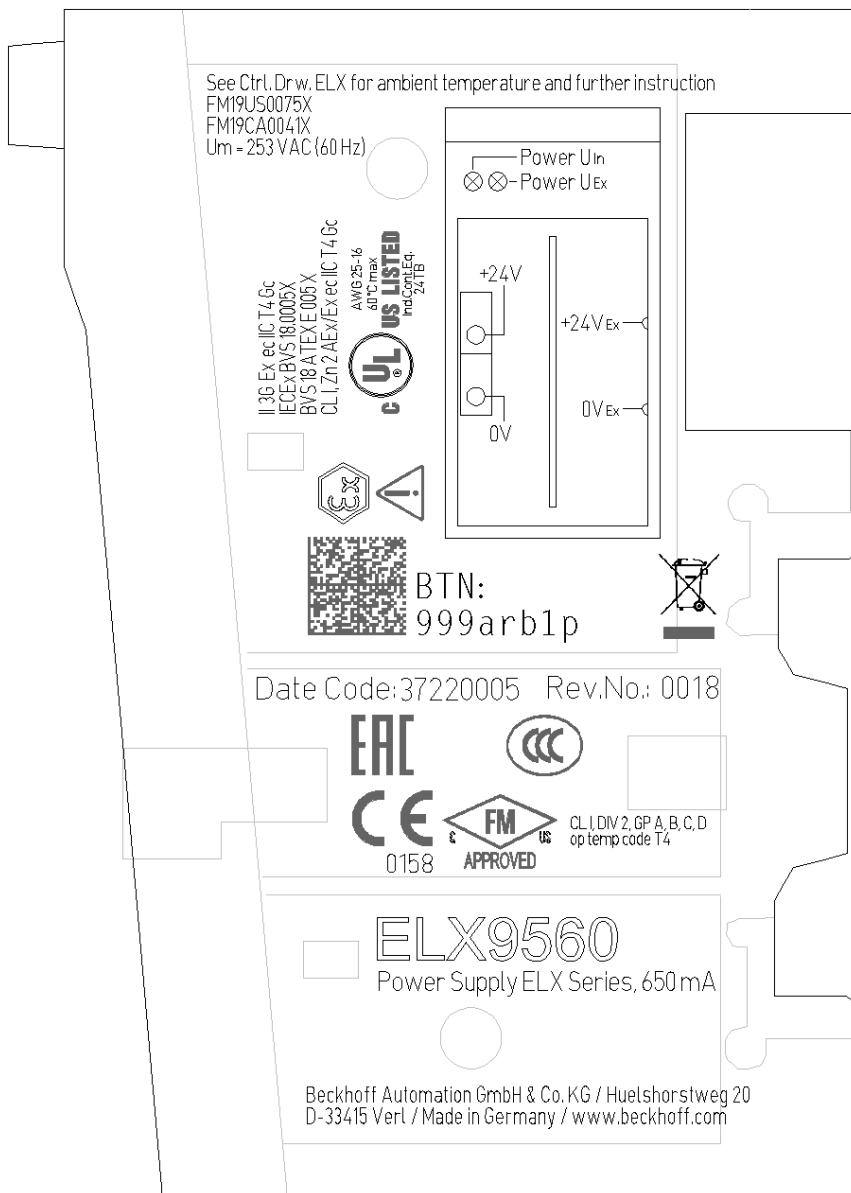 See Ctrl. Drw. ELX for ambient temperature and further instruction
FM19US0075X
FM19CA0041X
Um = 253 VAC (60 Hz)
Power UIn
Power UEx
+24V
0V
+24VEx
0VEx
II 3G Ex ec IIC T4 Gc
IECEx BVS 18.0005X
BVS 18 ATEX E 005 X
CL I, Zn 2 AEx/Ex ec IIC T4 Gc
AWG 25-16
60°C max
C UL ® US LISTED
Ind.Cont.Eq.
24TB
Ex
BTN:
999arb1p
Date Code: 37220005 Rev.No.: 0018
EAC
CCC
CE
0158
C FM US
APPROVED
CL I, DIV 2, GP A, B, C, D
op temp code T4
ELX9560
Power Supply ELX Series, 650 mA
Beckhoff Automation GmbH & Co. KG / Huelshorstweg 20
D-33415 Verl / Made in Germany / www.beckhoff.com